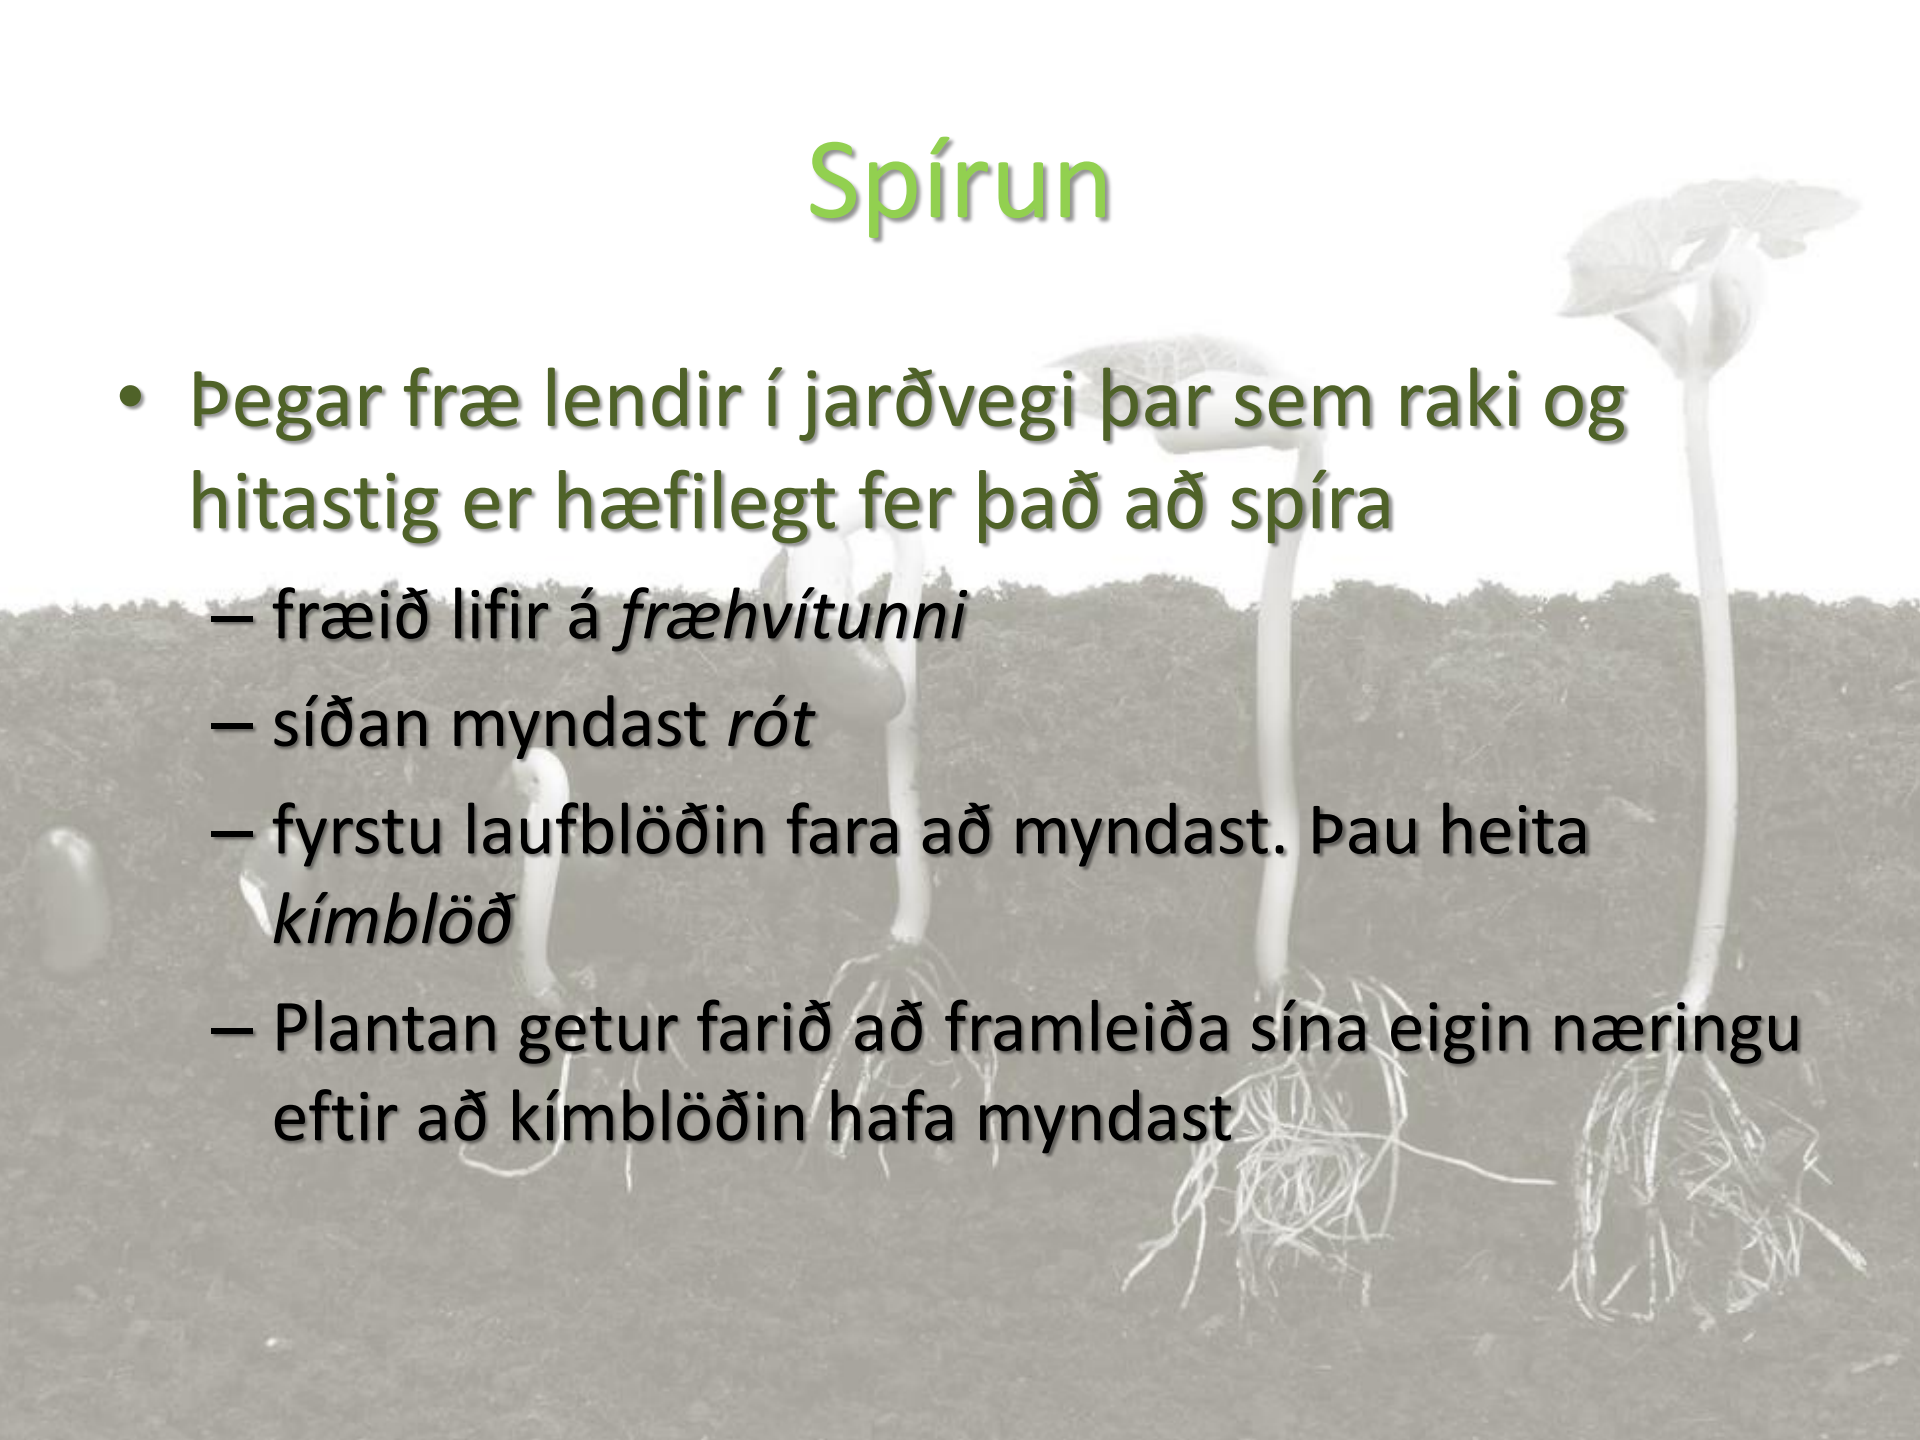 Spírun
• Þegar fræ lendir í jarðvegi þar sem raki og
hitastig er hæfilegt fer það að spíra
– fræið lifir á fræhvítunni
– síðan myndast rót
– fyrstu laufblöðin fara að myndast. Þau heita
kímblöð
– Plantan getur farið að framleiða sína eigin næringu
eftir að kímblöðin hafa myndast